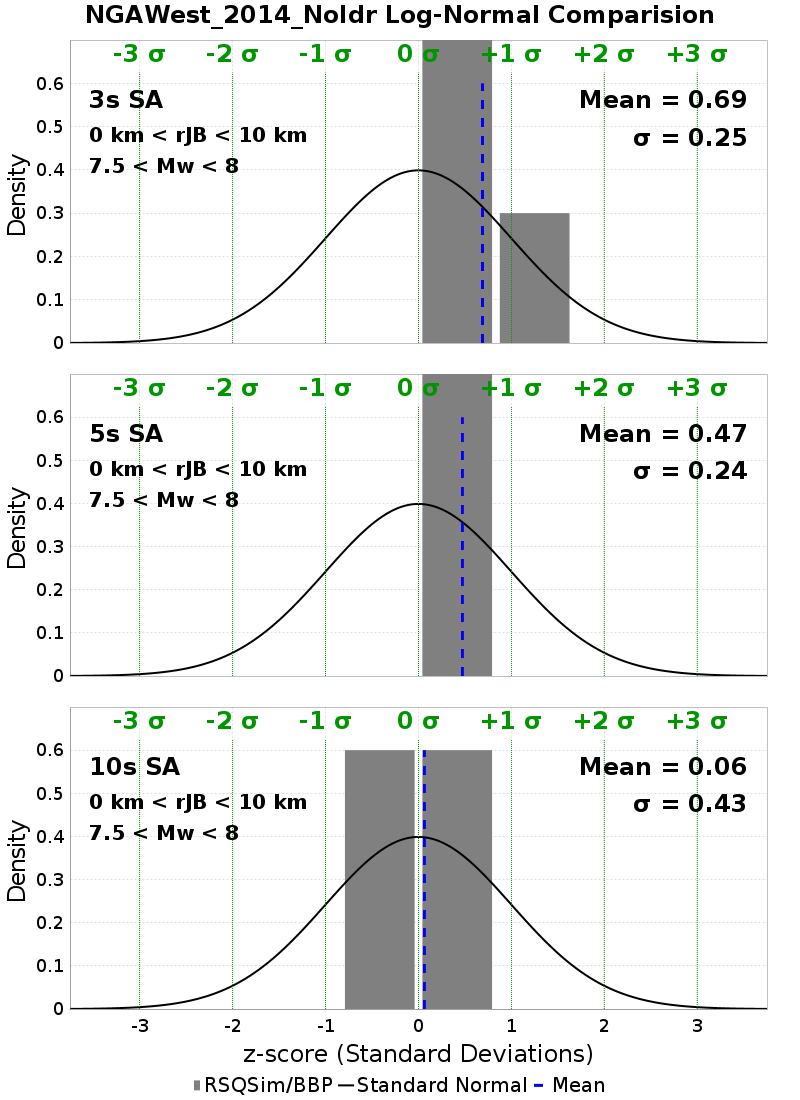 NGAWest_2014_NoIdr Log-Normal Comparision
-3 σ -2 σ -1 σ 0 σ +1 σ +2 σ +3 σ
3s SA
Mean = 0.69
0 km < rJB < 10 km
σ = 0.25
7.5 < Mw < 8
Density
0.6
0.5
0.4
0.3
0.2
0.1
0
-3 σ -2 σ -1 σ 0 σ +1 σ +2 σ +3 σ
5s SA
Mean = 0.47
0 km < rJB < 10 km
σ = 0.24
7.5 < Mw < 8
Density
0.6
0.5
0.4
0.3
0.2
0.1
0
-3 σ -2 σ -1 σ 0 σ +1 σ +2 σ +3 σ
10s SA
Mean = 0.06
0 km < rJB < 10 km
σ = 0.43
7.5 < Mw < 8
Density
0.6
0.5
0.4
0.3
0.2
0.1
0
-3 -2 -1 0 1 2 3
z-score (Standard Deviations)
RSQSim/BBP Standard Normal Mean